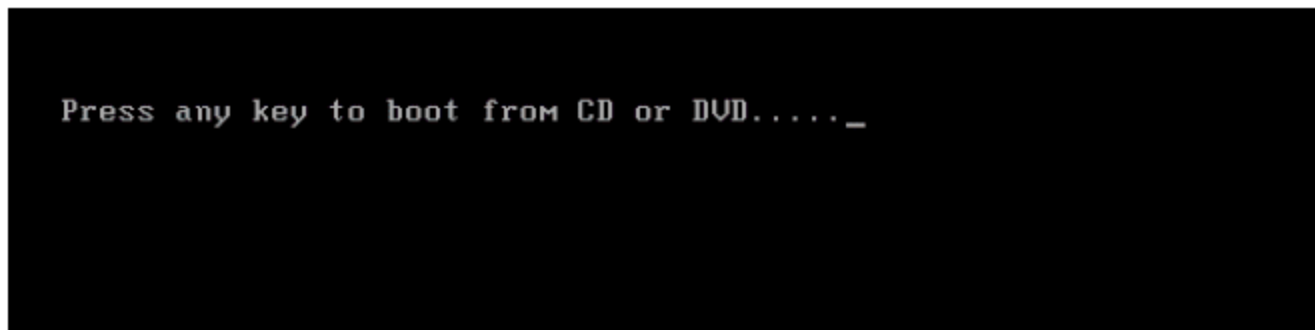 Press any key to boot from CD or DVD....._